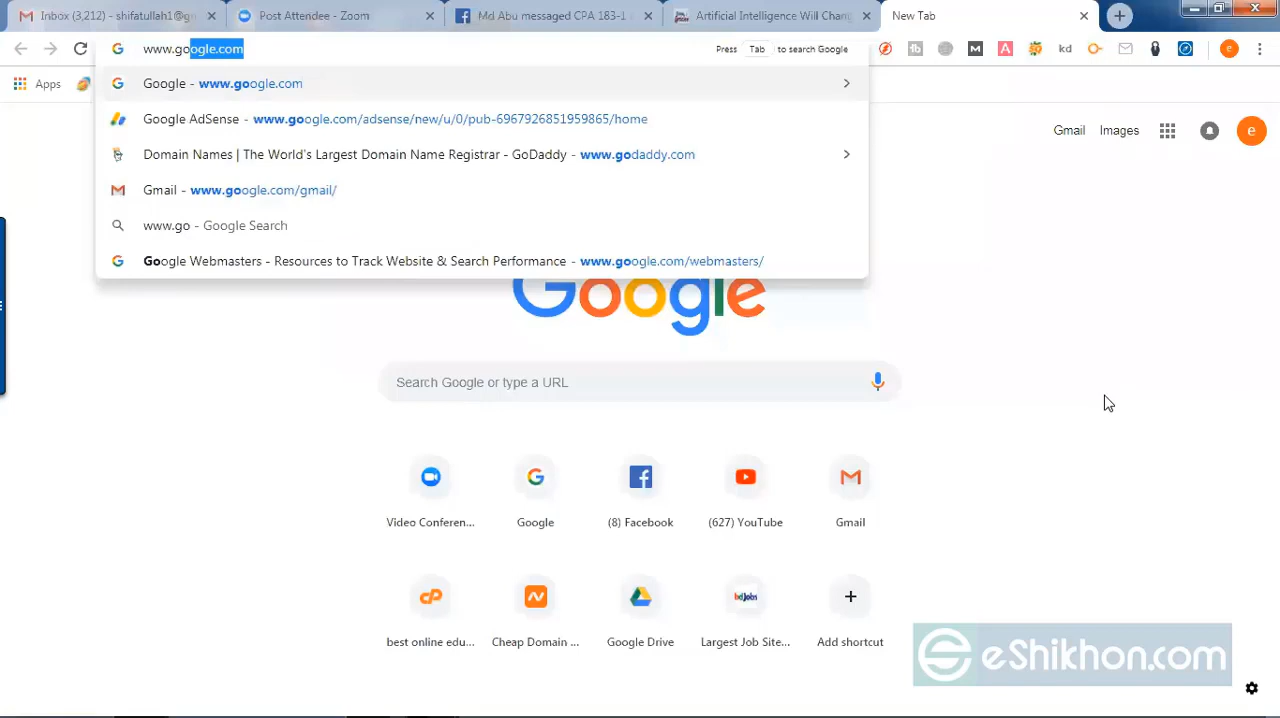 Inbox (3,212) - shifatullah1@gm
Post Attendee - Zoom
Md Abu messaged CPA 183-1
Artificial Intelligence Will Chang
New Tab
www.google.com
Press Tab to search Google
kd
e
Apps
Google - www.google.com
Google AdSense - www.google.com/adsense/new/u/0/pub-6967926851959865/home
Domain Names | The World's Largest Domain Name Registrar - GoDaddy - www.godaddy.com
Gmail - www.google.com/gmail/
www.go - Google Search
Google Webmasters - Resources to Track Website & Search Performance - www.google.com/webmasters/
Gmail
Images
e
Google
Search Google or type a URL
Video Conferen...
Google
(8) Facebook
(627) YouTube
Gmail
best online edu...
Cheap Domain ...
Google Drive
Largest Job Site...
Add shortcut
bdjobs
eShikhon.com